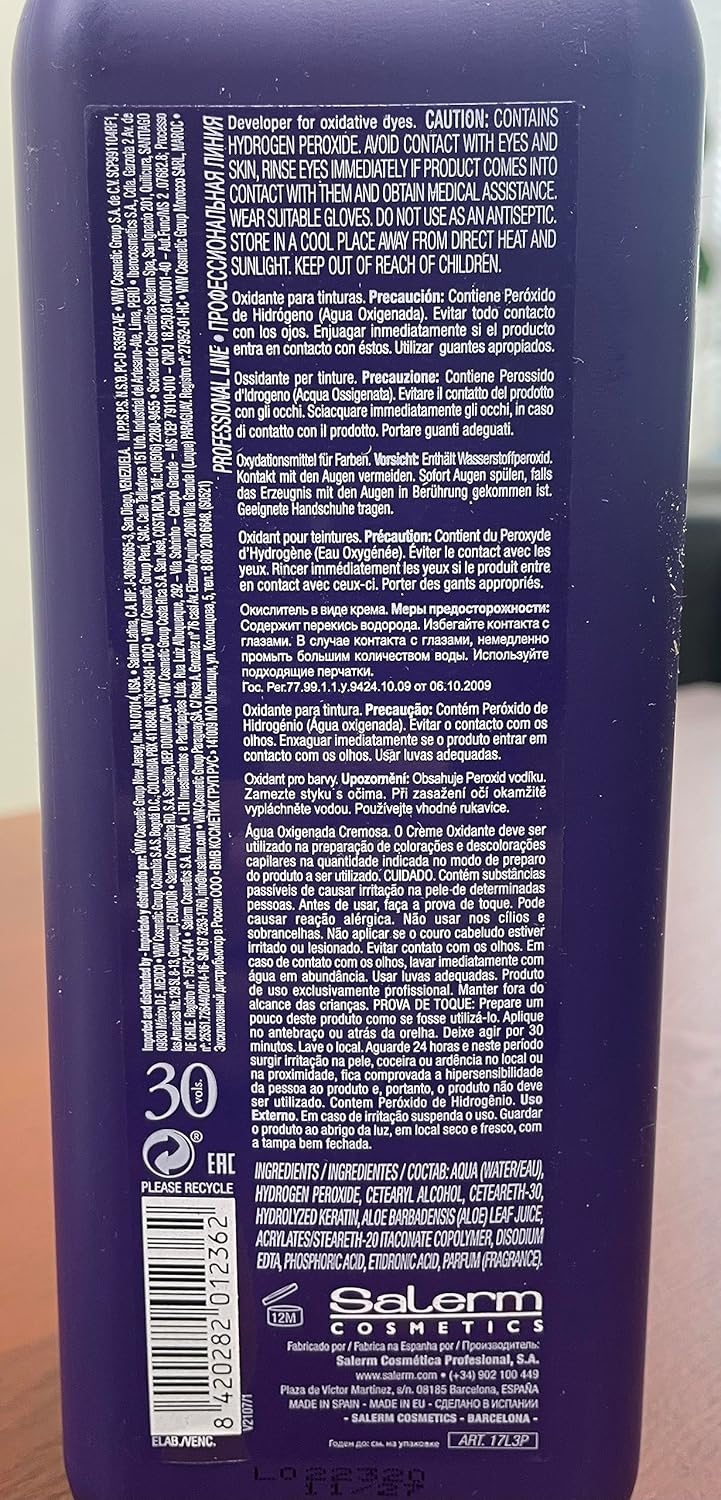 Developer for oxidative dyes. CAUTION: CONTAINS
HYDROGEN PEROXIDE. AVOID CONTACT WITH EYES AND
SKIN, RINSE EYES IMMEDIATELY IF PRODUCT COMES INTO
CONTACT WITH THEM AND OBTAIN MEDICAL ASSISTANCE.
WEAR SUITABLE GLOVES. DO NOT USE AS AN ANTISEPTIC.
STORE IN A COOL PLACE AWAY FROM DIRECT HEAT AND
SUNLIGHT. KEEP OUT OF REACH OF CHILDREN.
Oxidante para tinturas. Precaución: Contiene Peróxido
de Hidrógeno (Agua Oxigenada). Evitar todo contacto
con los ojos. Enjuagar inmediatamente si el producto
entra en contacto con éstos. Utilizar guantes apropiados.
Ossidante per tinture. Precauzione: Contiene Perossido
d'Idrogeno (Acqua Ossigenata). Evitare il contatto del prodotto
con gli occhi. Sciacquare immediatamente gli occhi, in caso
di contatto con il prodotto. Portare guanti adeguati.
Oxydationsmittel für Farben. Vorsicht: Enthält Wasserstoffperoxid.
Kontakt mit den Augen vermeiden. Sofort Augen spülen, falls
das Erzeugnis mit den Augen in Berührung gekommen ist.
Geeignete Handschuhe tragen.
Oxidant pour teintures. Précaution: Contient du Peroxyde
d'Hydrogène (Eau Oxygénée). Éviter le contact avec les
yeux. Rincer immédiatement les yeux si le produit entre
en contact avec ceux-ci. Porter des gants appropriés.
Окислитель в виде крема. Меры предосторожности:
Содержит перекись водорода. Избегайте контакта с
глазами. В случае контакта с глазами, немедленно
промыть большим количеством воды. Используйте
подходящие перчатки.
Гос. Рег.77.99.1.1.у.9424.10.09 от 06.10.2009
Oxidante para tintura. Precaução: Contém Peróxido de
Hidrogénio (Água oxigenada). Evitar o contacto com os
olhos. Enxaguar imediatamente se o produto entrar em
contacto com os olhos. Usar luvas adequadas.
Oxidant pro barvy. Upozornění: Obsahuje Peroxid vodíku.
Zamezte styku s očima. Při zasažení očí okamžitě
vypláchněte vodou. Používejte vhodné rukavice.
Água Oxigenada Cremosa. O Crème Oxidante deve ser
utilizado na preparação de colorações e descolorações
capilares na quantidade indicada no modo de preparo
do produto a ser utilizado. CUIDADO. Contém substâncias
passíveis de causar irritação na pele-de determinadas
pessoas. Antes de usar, faça a prova de toque. Pode
causar reação alérgica. Não usar nos cílios e
sobrancelhas. Não aplicar se o couro cabeludo estiver
irritado ou lesionado. Evitar contato com os olhos. Em
caso de contato com os olhos, lavar imediatamente com
água em abundância. Usar luvas adequadas. Produto
de uso exclusivamente profissional. Manter fora do
alcance das crianças. PROVA DE TOQUE: Prepare um
pouco deste produto como se fosse utilizá-lo. Aplique
no antebraço ou atrás da orelha. Deixe agir por 30
minutos. Lave o local. Aguarde 24 horas e neste período
surgir irritação na pele, coceira ou ardência no local ou
na proximidade, fica comprovada a hipersensibilidade
da pessoa ao produto e, portanto, o produto não deve
ser utilizado. Contem Peróxido de Hidrogênio. Uso
Externo. Em caso de irritação suspenda o uso. Guardar
o produto ao abrigo da luz, em local seco e fresco, com
a tampa bem fechada.
INGREDIENTS / INGREDIENTES / СОСТАВ: AQUA (WATER/EAU),
HYDROGEN PEROXIDE, CETEARYL ALCOHOL, CETEARETH-30,
HYDROLYZED KERATIN, ALOE BARBADENSIS (ALOE) LEAF JUICE,
ACRYLATES/STEARETH-20 ITACONATE COPOLYMER, DISODIUM
EDTA, PHOSPHORIC ACID, ETIDRONIC ACID, PARFUM (FRAGRANCE).
12M
Salerm
COSMETICS
Fabricado por / Fabrica na Espanha por / Производитель:
Salerm Cosmética Profesional, S.A.
www.salerm.com • (+34) 902 100 449
Plaza de Victor Martínez, s/n. 08185 Barcelona, ESPAÑA
MADE IN SPAIN - MADE IN EU - СДЕЛАНО В ИСПАНИИ
- SALERM COSMETICS - BARCELONA -
Годен до: см. на упаковке ART. 17L3P
PROFESSIONAL LINE • ПРОФЕССИОНАЛЬНАЯ ЛИНИЯ
30
vols.
®
EAC
PLEASE RECYCLE
8 420282 012362
V2107/1
ELAB./VENC.
LO 22320
11/27